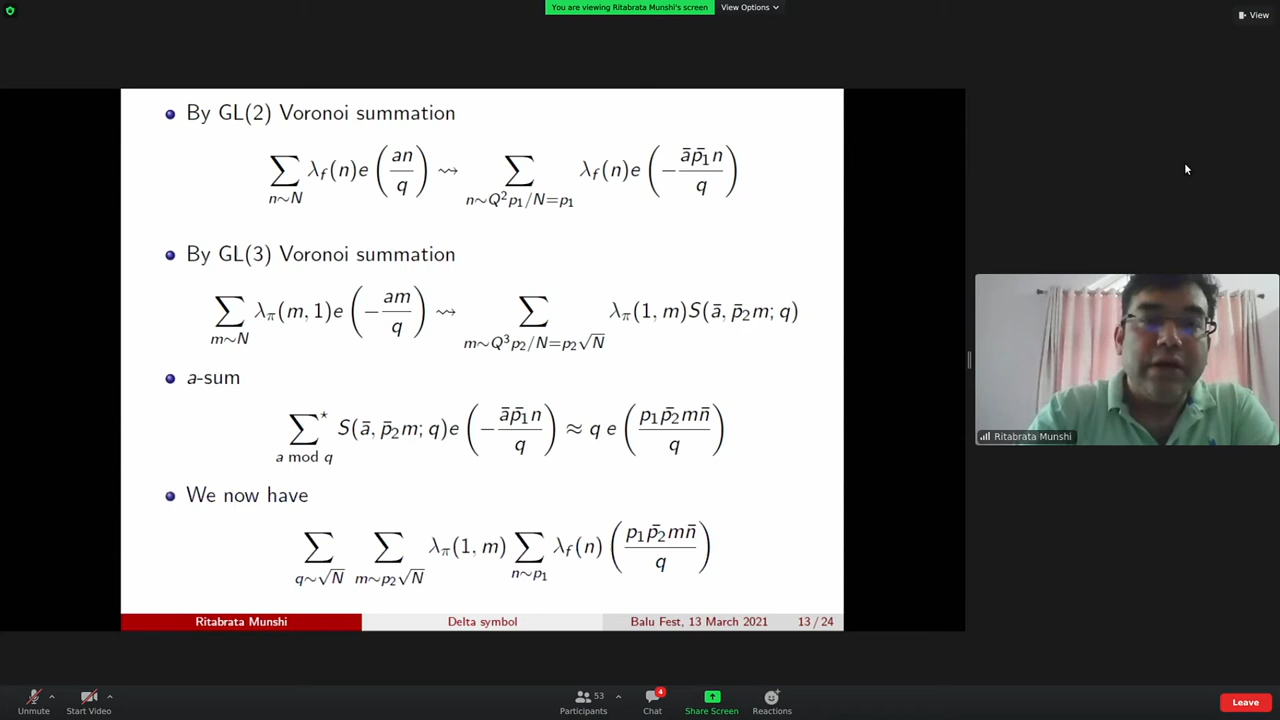 You are viewing Ritabrata Munshi's screen View Options
View
By GL(2) Voronoi summation
∑_{n∼N} λ_f(n)e(an/q) ⇝ ∑_{n∼Q²p₁/N=p₁} λ_f(n)e(−āp̄₁n/q)
By GL(3) Voronoi summation
∑_{m∼N} λ_π(m, 1)e(−am/q) ⇝ ∑_{m∼Q³p₂/N=p₂√N} λ_π(1, m)S(ā, p̄₂m; q)
a-sum
∑*_{a mod q} S(ā, p̄₂m; q)e(−āp̄₁n/q) ≈ q e(p₁p̄₂mn̄/q)
We now have
∑_{q∼√N} ∑_{m∼p₂√N} λ_π(1, m) ∑_{n∼p₁} λ_f(n) (p₁p̄₂mn̄/q)
Ritabrata Munshi Delta symbol Balu Fest, 13 March 2021 13 / 24
Ritabrata Munshi
Unmute Start Video Participants 53 Chat 4 Share Screen Reactions Leave